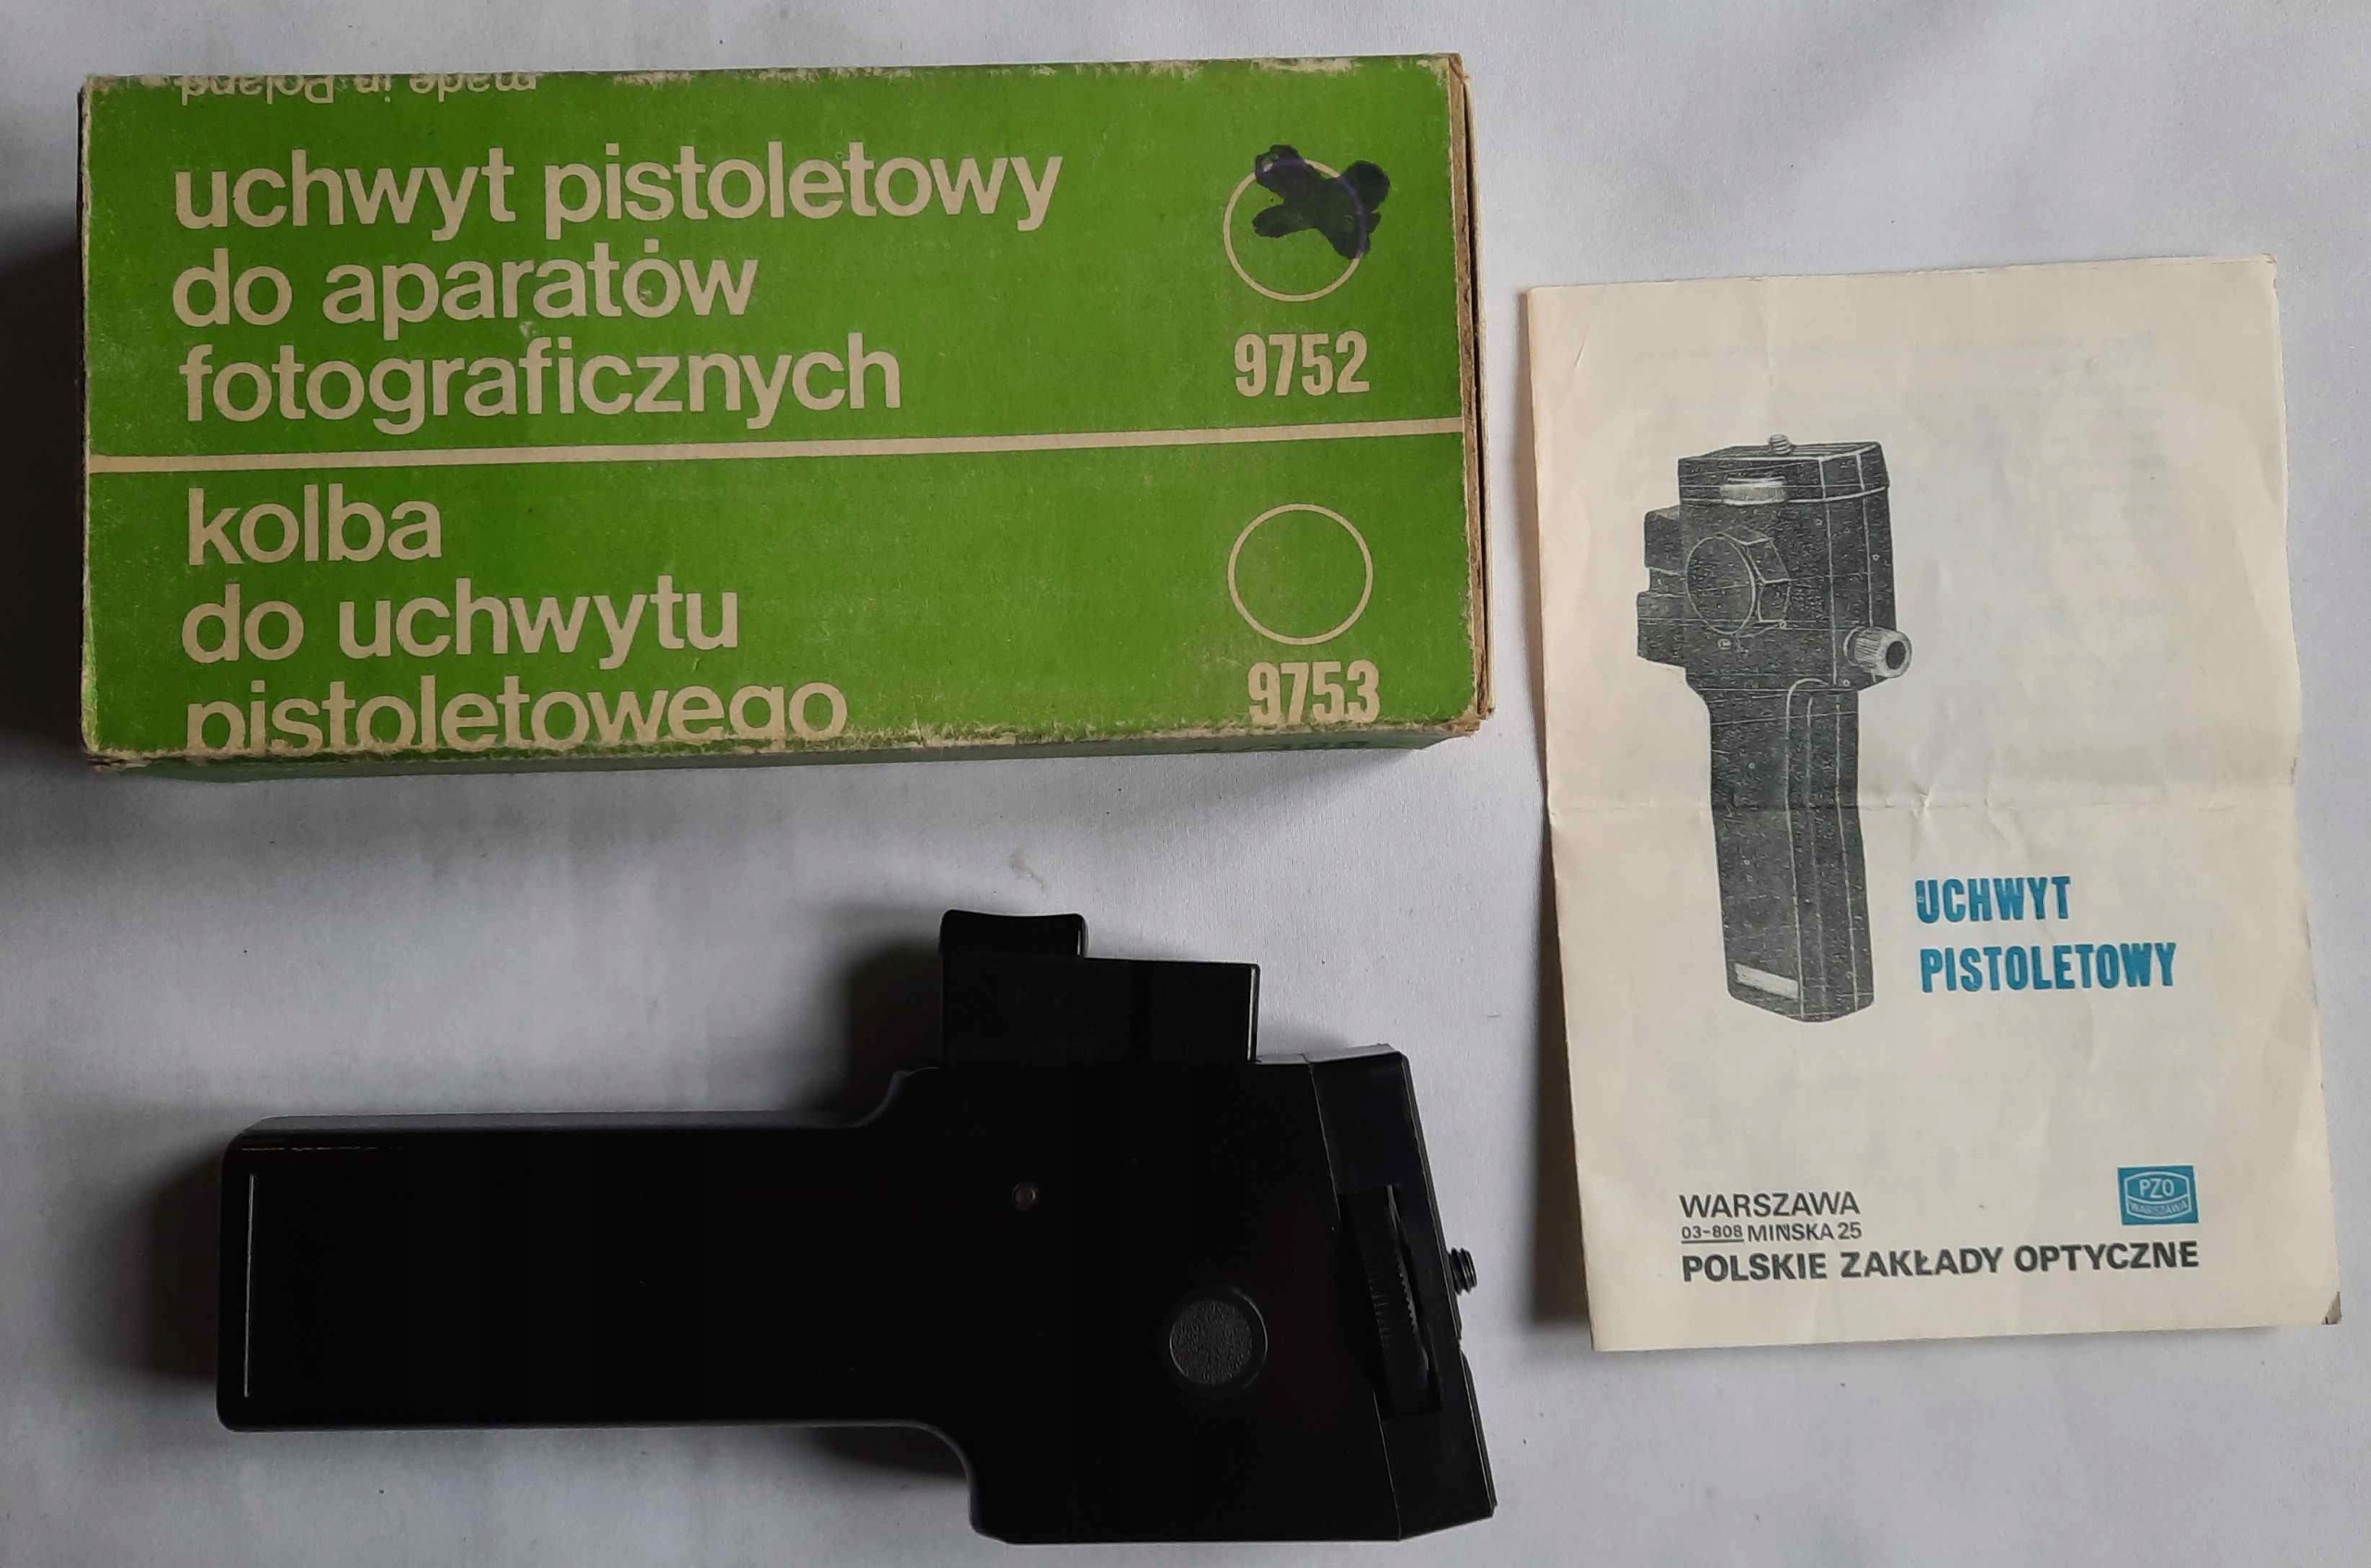 made in Poland
uchwyt pistoletowy
do aparatów
fotograficznych
9752
kolba
do uchwytu
pistoletowego
9753
UCHWYT
PISTOLETOWY
WARSZAWA
03-808 MIŃSKA 25
POLSKIE ZAKŁADY OPTYCZNE
PZO
WARSZAWA